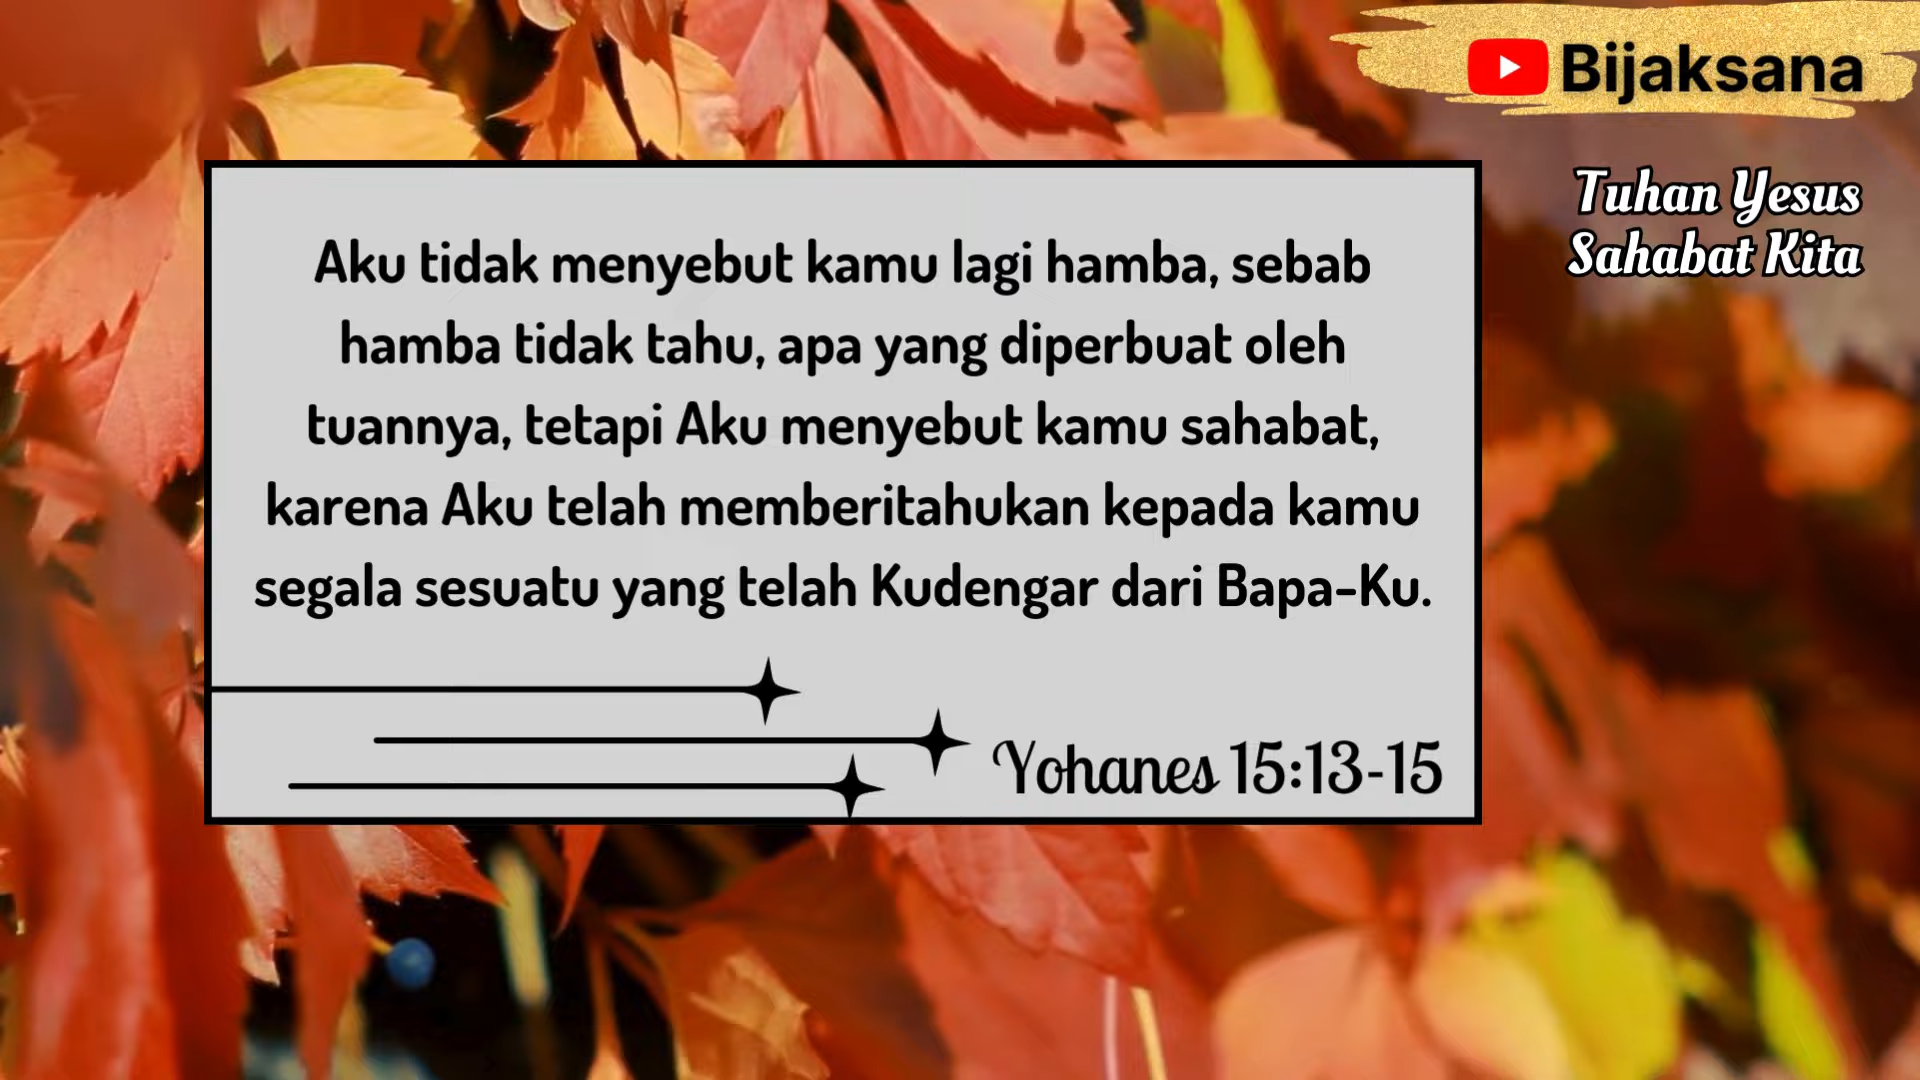 Bijaksana
Tuhan Yesus
Sahabat Kita
Aku tidak menyebut kamu lagi hamba, sebab
hamba tidak tahu, apa yang diperbuat oleh
tuannya, tetapi Aku menyebut kamu sahabat,
karena Aku telah memberitahukan kepada kamu
segala sesuatu yang telah Kudengar dari Bapa-Ku.
Yohanes 15:13-15